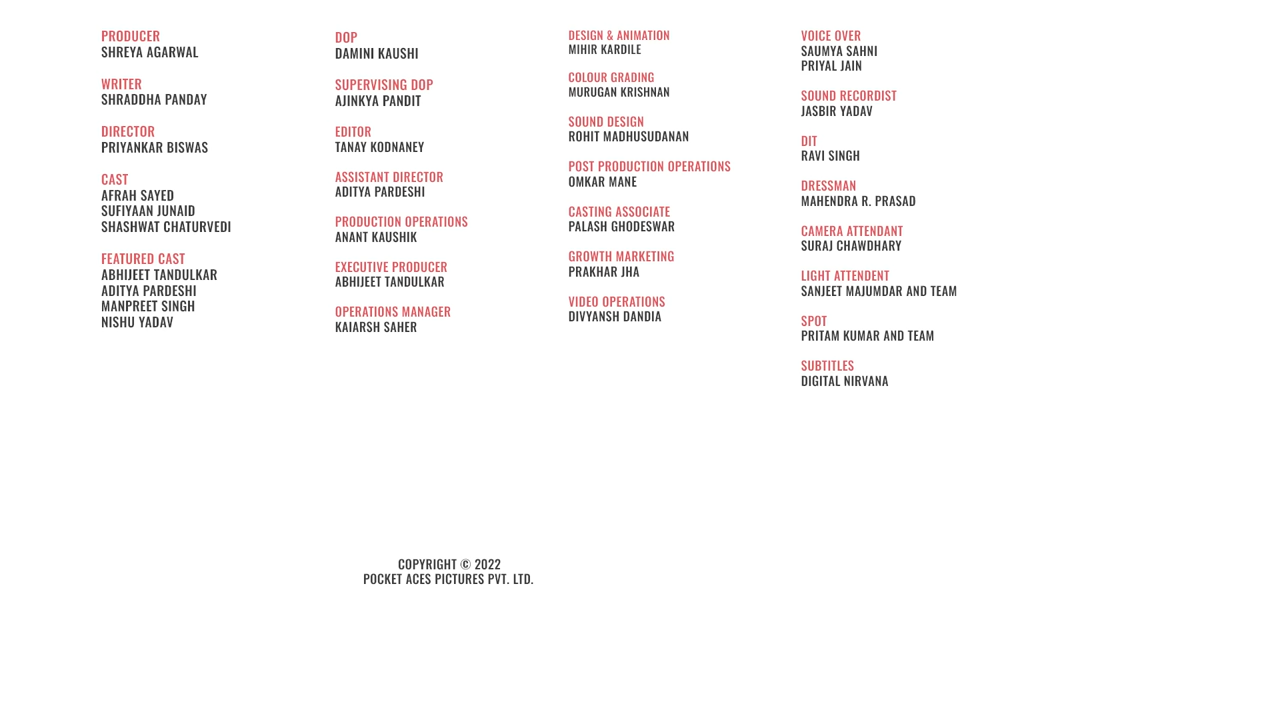 PRODUCER
SHREYA AGARWAL
WRITER
SHRADDHA PANDAY
DIRECTOR
PRIYANKAR BISWAS
CAST
AFRAH SAYED
SUFIYAAN JUNAID
SHASHWAT CHATURVEDI
FEATURED CAST
ABHIJEET TANDULKAR
ADITYA PARDESHI
MANPREET SINGH
NISHU YADAV
DOP
DAMINI KAUSHI
SUPERVISING DOP
AJINKYA PANDIT
EDITOR
TANAY KODNANEY
ASSISTANT DIRECTOR
ADITYA PARDESHI
PRODUCTION OPERATIONS
ANANT KAUSHIK
EXECUTIVE PRODUCER
ABHIJEET TANDULKAR
OPERATIONS MANAGER
KAIARSH SAHER
DESIGN & ANIMATION
MIHIR KARDILE
COLOUR GRADING
MURUGAN KRISHNAN
SOUND DESIGN
ROHIT MADHUSUDANAN
POST PRODUCTION OPERATIONS
OMKAR MANE
CASTING ASSOCIATE
PALASH GHODESWAR
GROWTH MARKETING
PRAKHAR JHA
VIDEO OPERATIONS
DIVYANSH DANDIA
VOICE OVER
SAUMYA SAHNI
PRIYAL JAIN
SOUND RECORDIST
JASBIR YADAV
DIT
RAVI SINGH
DRESSMAN
MAHENDRA R. PRASAD
CAMERA ATTENDANT
SURAJ CHAWDHARY
LIGHT ATTENDENT
SANJEET MAJUMDAR AND TEAM
SPOT
PRITAM KUMAR AND TEAM
SUBTITLES
DIGITAL NIRVANA
COPYRIGHT © 2022
POCKET ACES PICTURES PVT. LTD.